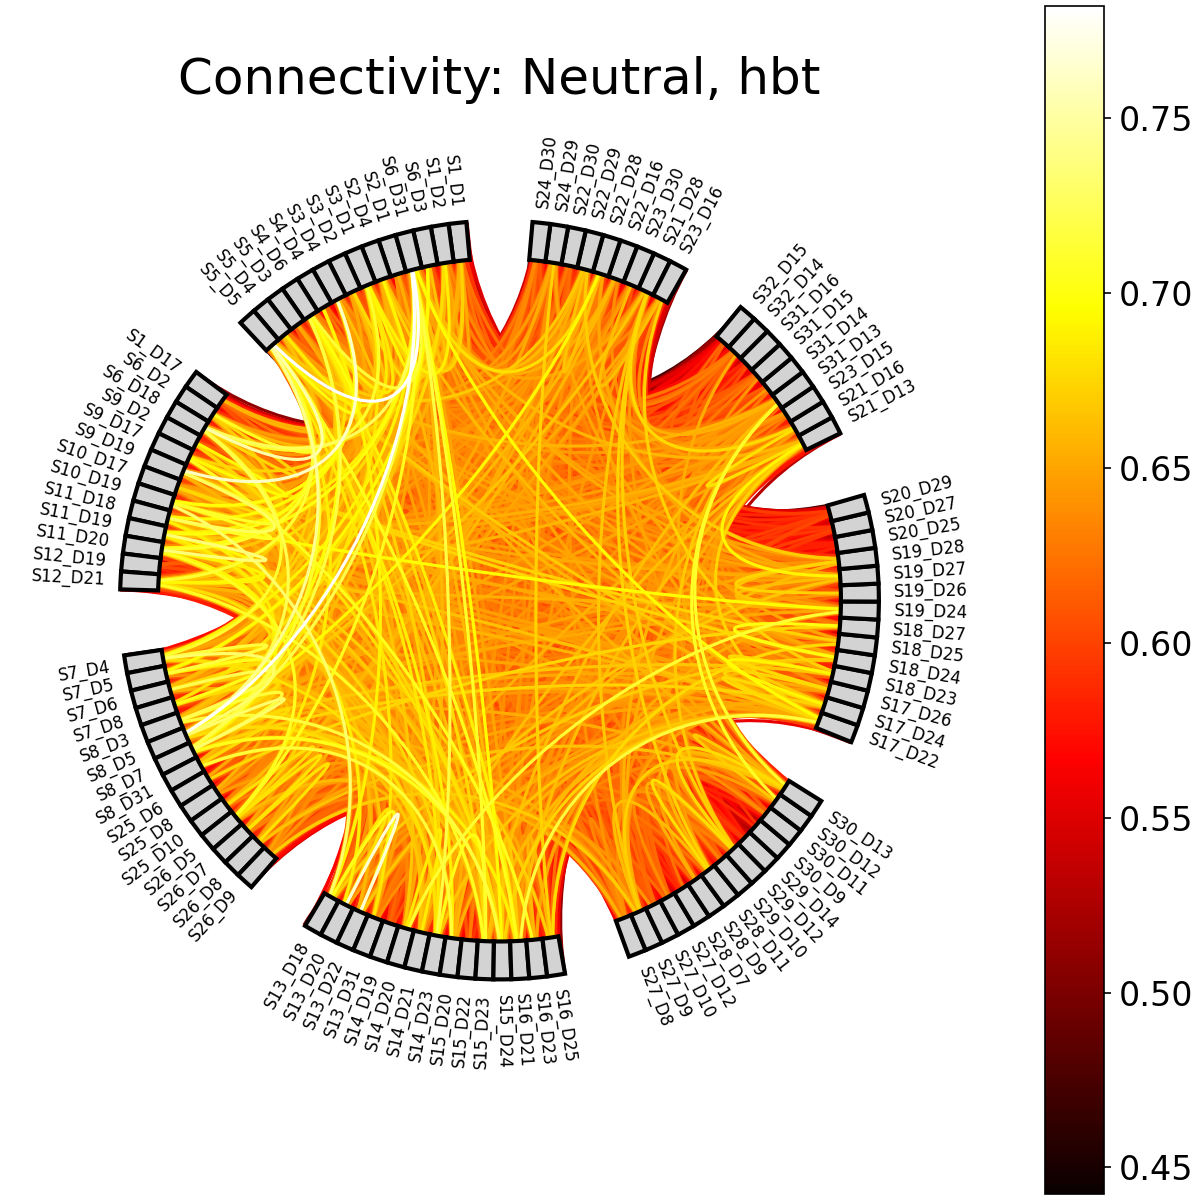 Connectivity: Neutral, hbt
S1_D1
S1_D2
S6_D3
S6_D31
S2_D1
S2_D4
S3_D1
S3_D2
S3_D4
S4_D4
S4_D6
S5_D3
S5_D4
S5_D5
S1_D17
S6_D2
S6_D18
S9_D2
S9_D17
S9_D19
S10_D17
S10_D19
S11_D18
S11_D19
S11_D20
S12_D19
S12_D21
S7_D4
S7_D5
S7_D6
S7_D8
S8_D3
S8_D5
S8_D7
S8_D31
S25_D6
S25_D8
S25_D10
S26_D5
S26_D7
S26_D8
S26_D9
S13_D18
S13_D20
S13_D22
S13_D31
S14_D19
S14_D20
S14_D21
S14_D23
S15_D20
S15_D22
S15_D23
S15_D24
S16_D21
S16_D23
S16_D25
S27_D8
S27_D9
S27_D10
S27_D12
S28_D7
S28_D9
S28_D11
S29_D10
S29_D12
S29_D14
S30_D9
S30_D11
S30_D12
S30_D13
S17_D22
S17_D24
S17_D26
S18_D23
S18_D24
S18_D25
S18_D27
S19_D24
S19_D26
S19_D27
S19_D28
S20_D25
S20_D27
S20_D29
S21_D13
S21_D16
S23_D15
S31_D13
S31_D14
S31_D15
S31_D16
S32_D14
S32_D15
S23_D16
S21_D28
S23_D30
S22_D16
S22_D28
S22_D29
S22_D30
S24_D29
S24_D30
0.75
0.70
0.65
0.60
0.55
0.50
0.45